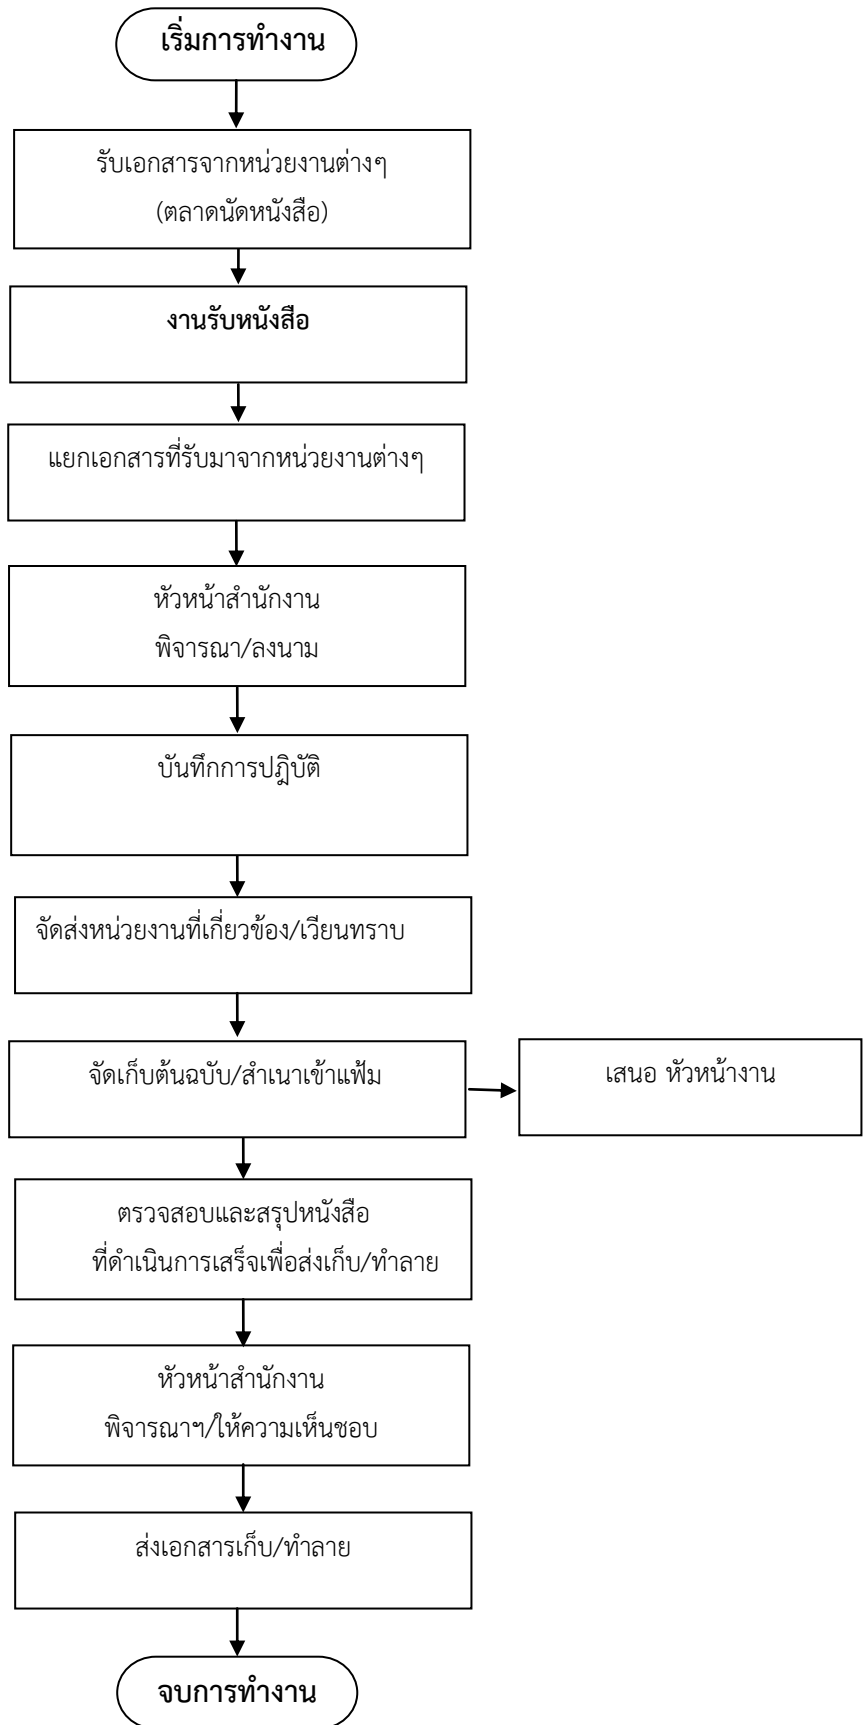 เริ่มการทำงาน
รับเอกสารจากหน่วยงานต่างๆ
(ตลาดนัดหนังสือ)
งานรับหนังสือ
แยกเอกสารที่รับมาจากหน่วยงานต่างๆ
หัวหน้าสำนักงาน
พิจารณา/ลงนาม
บันทึกการปฎิบัติ
จัดส่งหน่วยงานที่เกี่ยวข้อง/เวียนทราบ
จัดเก็บต้นฉบับ/สำเนาเข้าแฟ้ม
เสนอ หัวหน้างาน
ตรวจสอบและสรุปหนังสือ
ที่ดำเนินการเสร็จเพื่อส่งเก็บ/ทำลาย
หัวหน้าสำนักงาน
พิจารณาฯ/ให้ความเห็นชอบ
ส่งเอกสารเก็บ/ทำลาย
จบการทำงาน